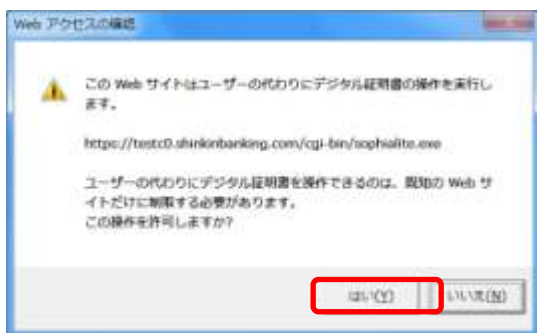 Web アクセスの確認
この Web サイトはユーザーの代わりにデジタル証明書の操作を実行し
ます。
https://testc0.shinkinbanking.com/cgi-bin/sophialite.exe
ユーザーの代わりにデジタル証明書を操作できるのは、既知の Web サ
イトだけに制限する必要があります。
この操作を許可しますか?
はい(Y)
いいえ(N)